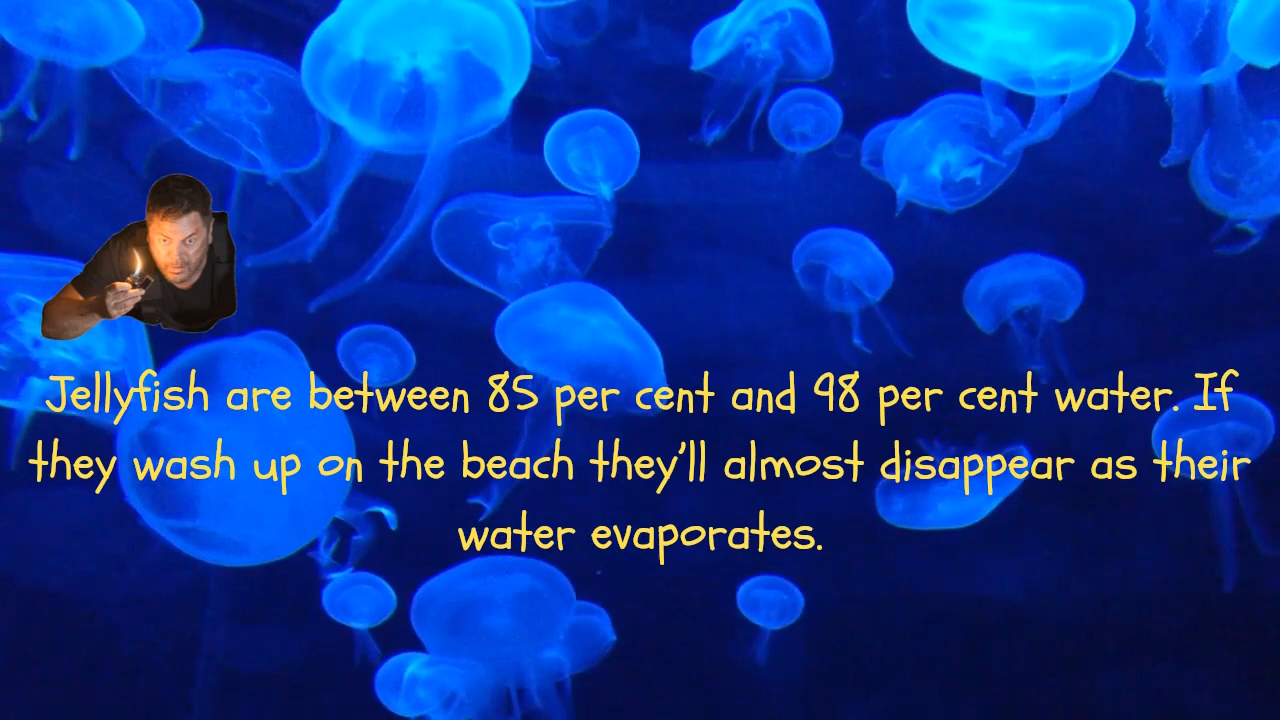 Jellyfish are between 85 per cent and 98 per cent water. If
they wash up on the beach they'll almost disappear as their
water evaporates.